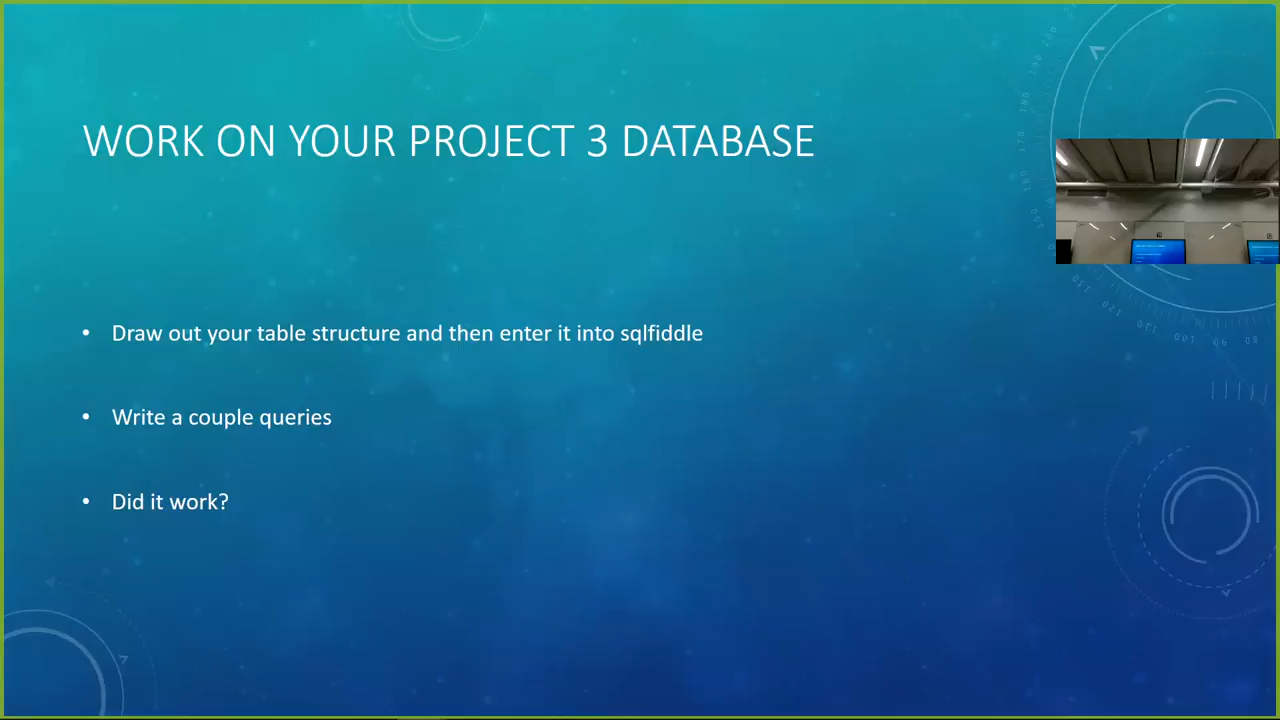 WORK ON YOUR PROJECT 3 DATABASE
• Draw out your table structure and then enter it into sqlfiddle
• Write a couple queries
• Did it work?